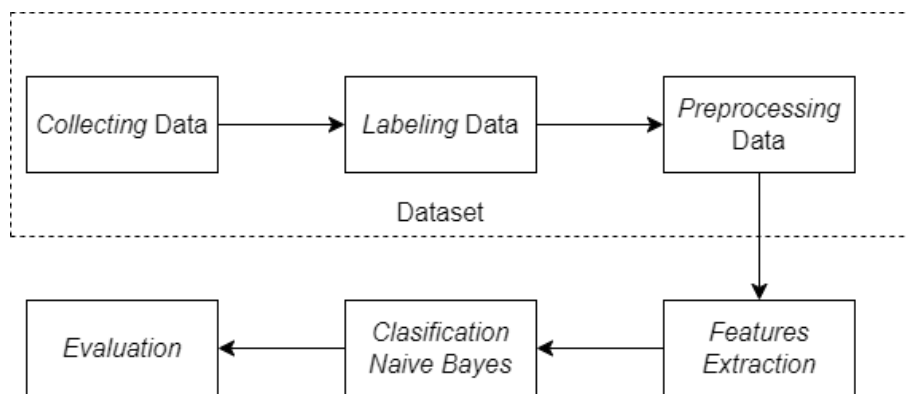 Collecting Data
Labeling Data
Preprocessing
Data
Dataset
Features
Extraction
Clasification
Naive Bayes
Evaluation